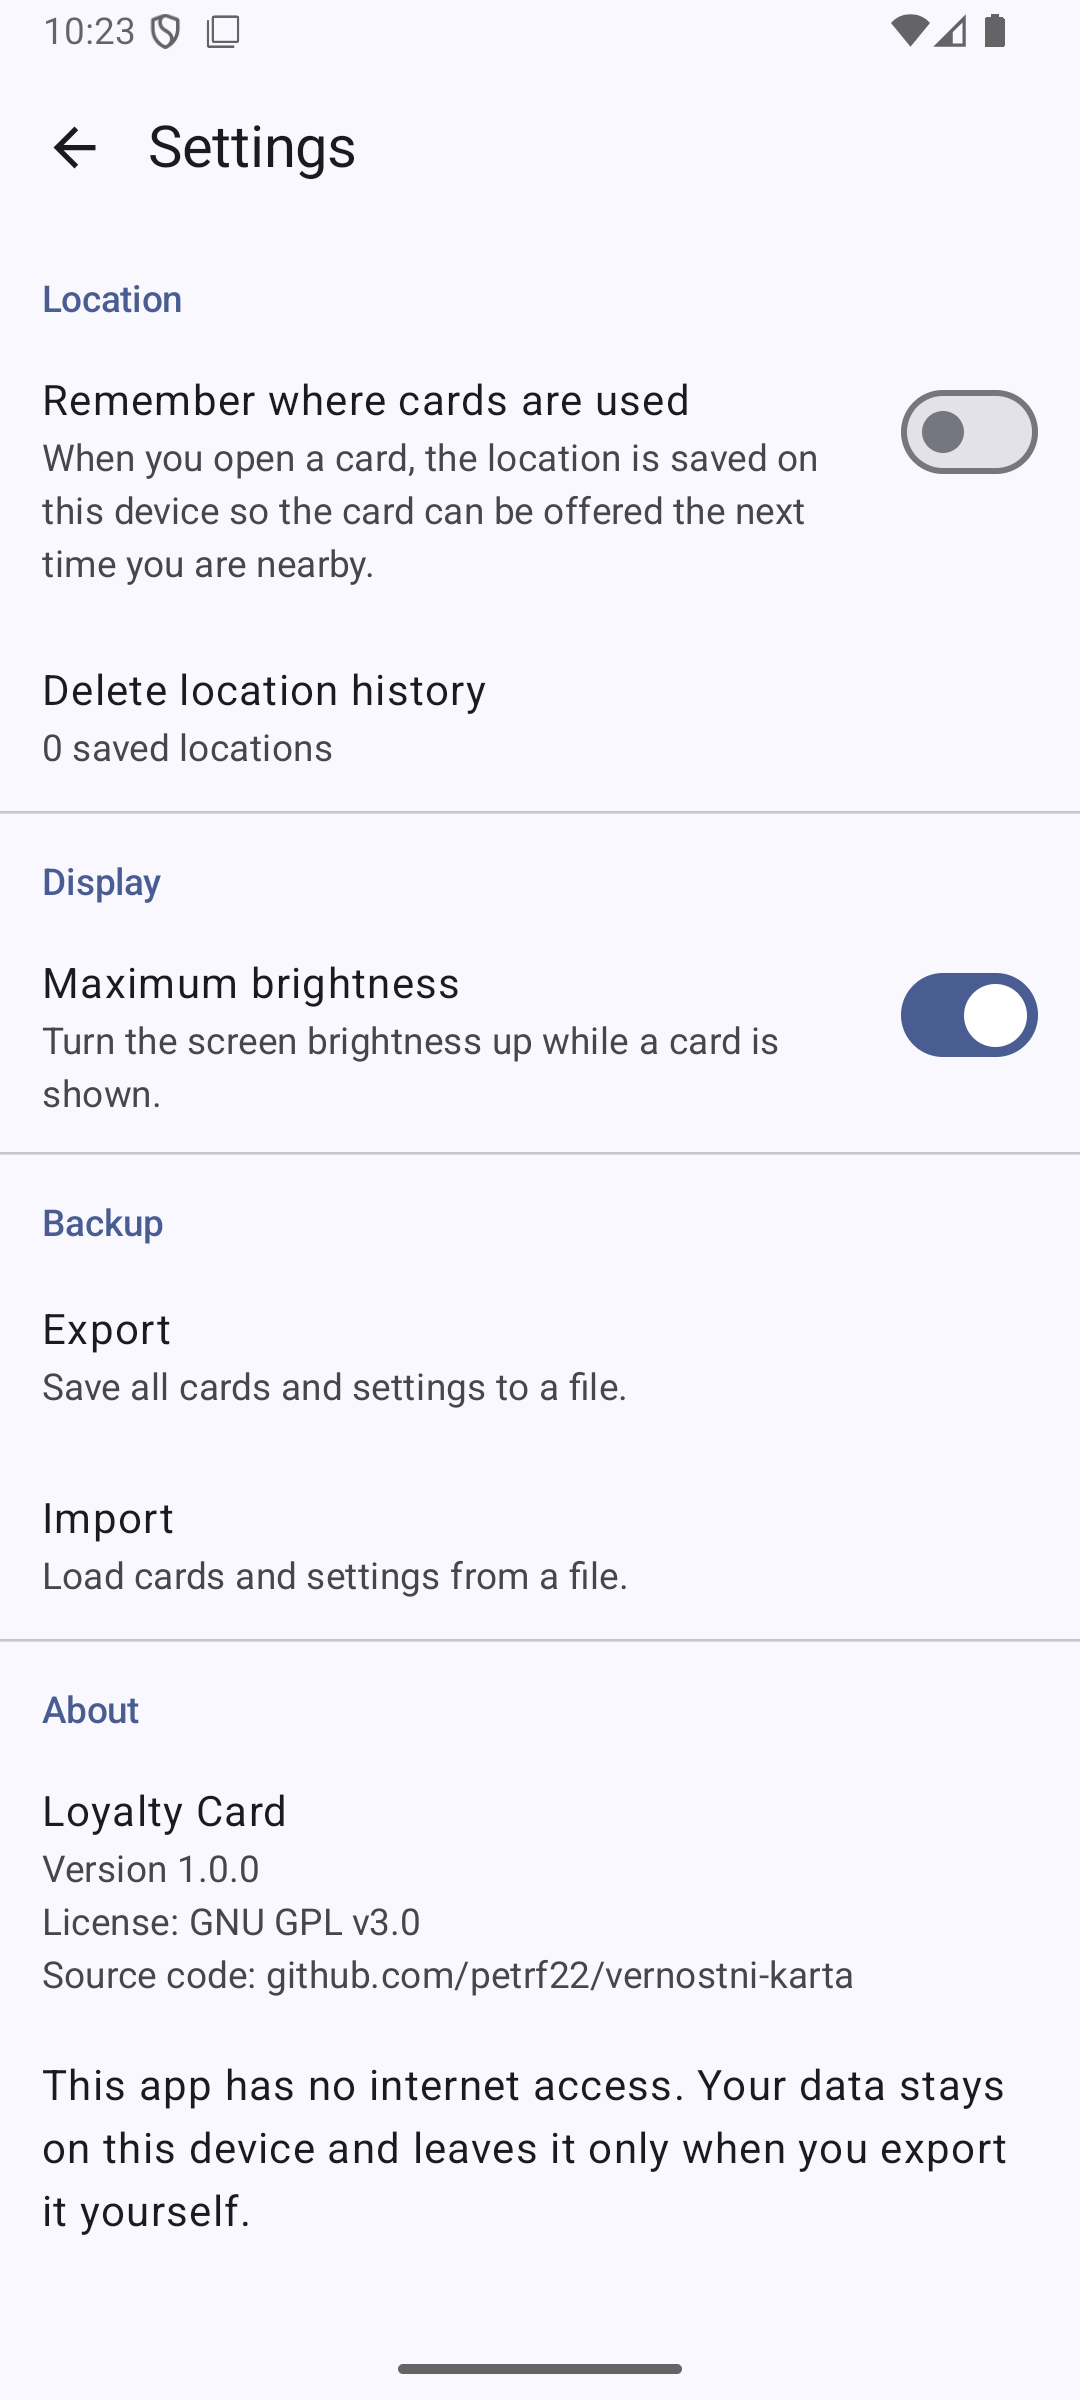 10:23
Settings
Location
Remember where cards are used
When you open a card, the location is saved on
this device so the card can be offered the next
time you are nearby.
Delete location history
0 saved locations
Display
Maximum brightness
Turn the screen brightness up while a card is
shown.
Backup
Export
Save all cards and settings to a file.
Import
Load cards and settings from a file.
About
Loyalty Card
Version 1.0.0
License: GNU GPL v3.0
Source code: github.com/petrf22/vernostni-karta
This app has no internet access. Your data stays
on this device and leaves it only when you export
it yourself.